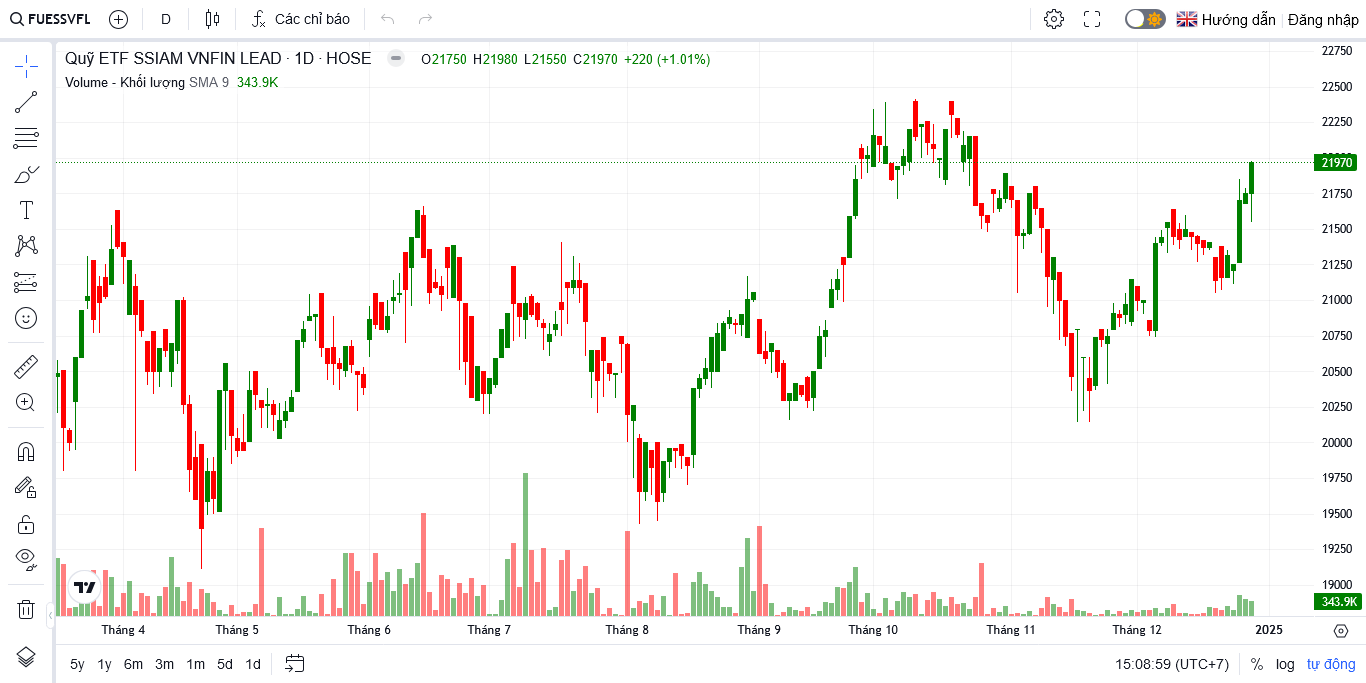 FUESSVFL D Các chỉ báo Hướng dẫn Đăng nhập
Quỹ ETF SSIAM VNFIN LEAD · 1D · HOSE O21750 H21980 L21550 C21970 +220 (+1.01%)
Volume - Khối lượng SMA 9 343.9K
22750
22500
22250
21970
21750
21500
21250
21000
20750
20500
20250
20000
19750
19500
19250
19000
343.9K
Tháng 4 Tháng 5 Tháng 6 Tháng 7 Tháng 8 Tháng 9 Tháng 10 Tháng 11 Tháng 12 2025
5y 1y 6m 3m 1m 5d 1d 15:08:59 (UTC+7) % log tự động